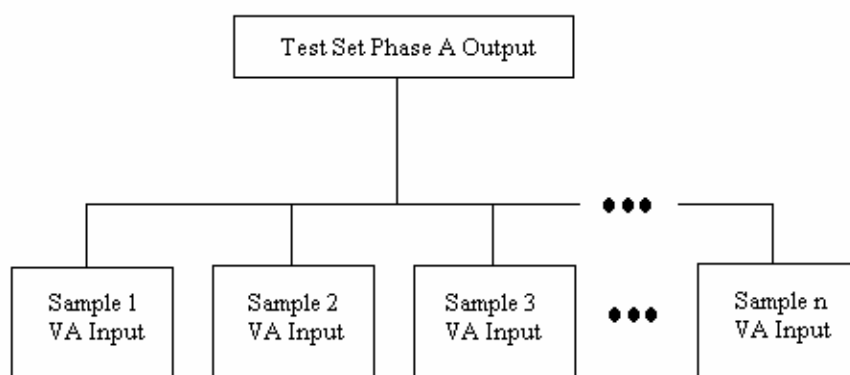 Test Set Phase A Output
Sample 1
VA Input
Sample 2
VA Input
Sample 3
VA Input
Sample n
VA Input